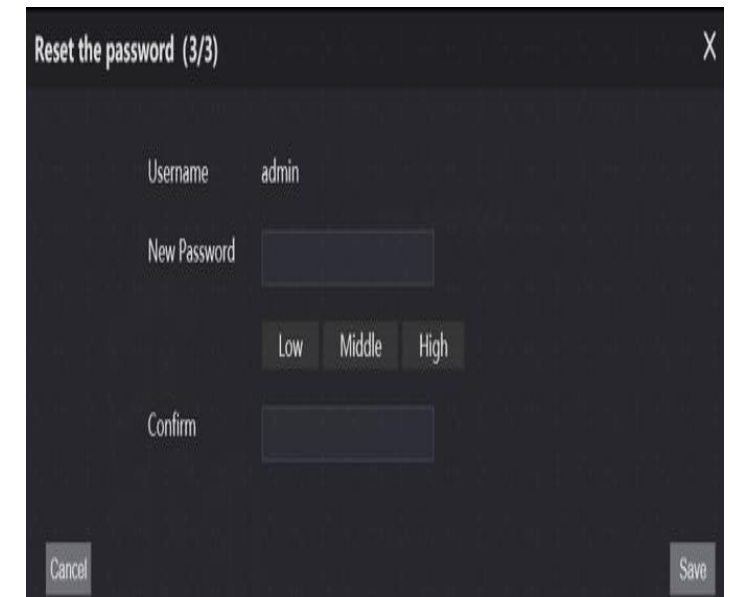 Reset the password (3/3) X
Username admin
New Password
Low Middle High
Confirm
Cancel Save